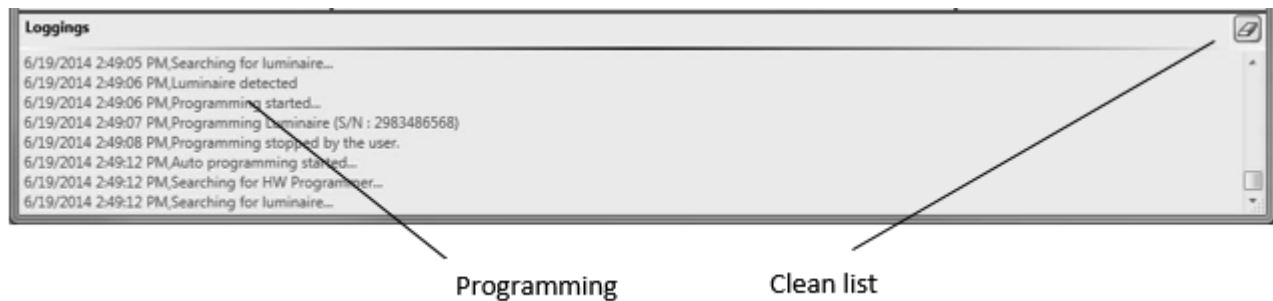 Loggings
6/19/2014 2:49:05 PM,Searching for luminaire...
6/19/2014 2:49:06 PM,Luminaire detected
6/19/2014 2:49:06 PM,Programming started...
6/19/2014 2:49:07 PM,Programming Luminaire (S/N : 2983486568)
6/19/2014 2:49:08 PM,Programming stopped by the user.
6/19/2014 2:49:12 PM,Auto programming started...
6/19/2014 2:49:12 PM,Searching for HW Programmer...
6/19/2014 2:49:12 PM,Searching for luminaire...
Programming
Clean list